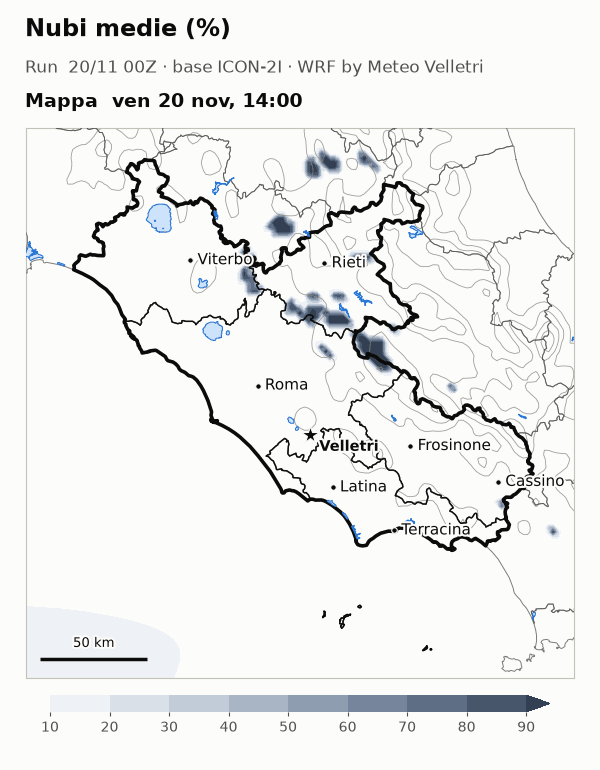 Nubi medie (%)
Run 20/11 00Z · base ICON-2I · WRF by Meteo Velletri
Mappa ven 20 nov, 14:00
Viterbo
Rieti
Roma
Velletri
Frosinone
Cassino
Latina
Terracina
50 km
10 20 30 40 50 60 70 80 90